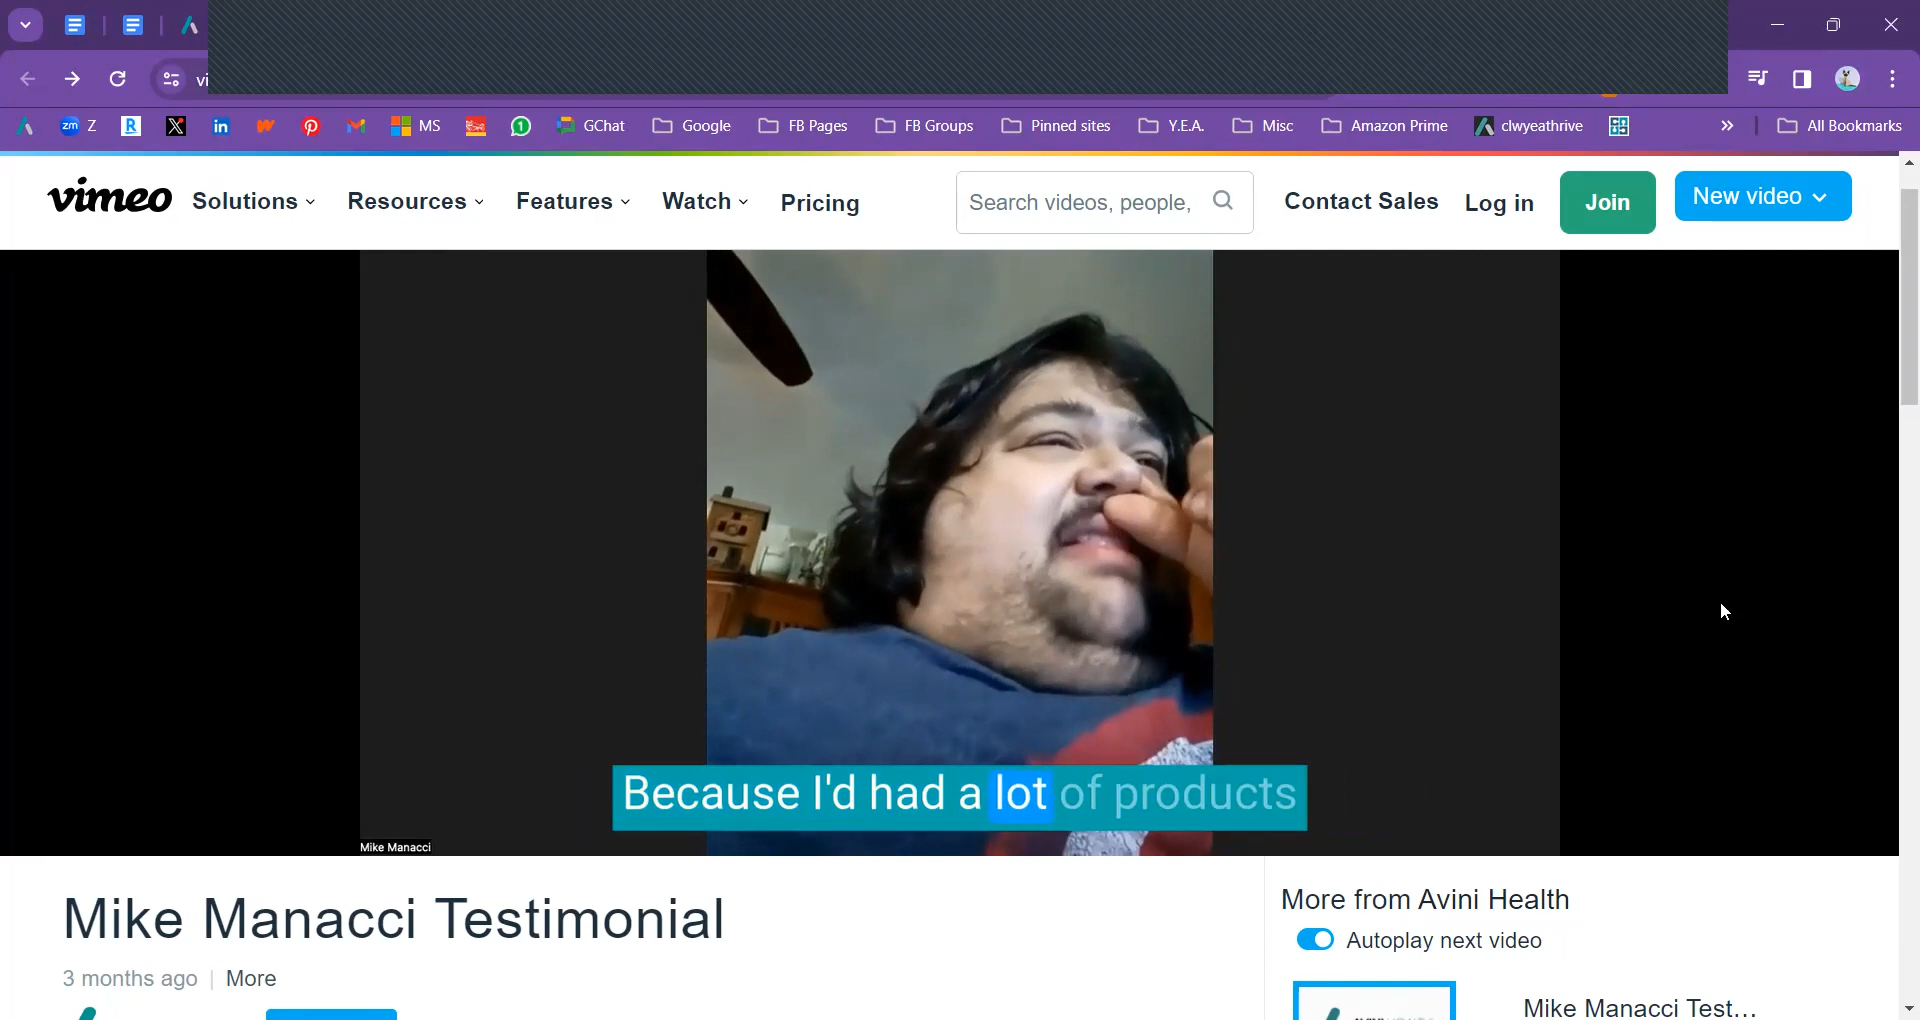 vi
Z
MS
GChat
Google
FB Pages
FB Groups
Pinned sites
Y.E.A.
Misc
Amazon Prime
clwyeathrive
All Bookmarks
vimeo
Solutions
Resources
Features
Watch
Pricing
Search videos, people,
Contact Sales
Log in
Join
New video
Because I'd had a lot of products
Mike Manacci
Mike Manacci Testimonial
3 months ago | More
More from Avini Health
Autoplay next video
Mike Manacci Test...